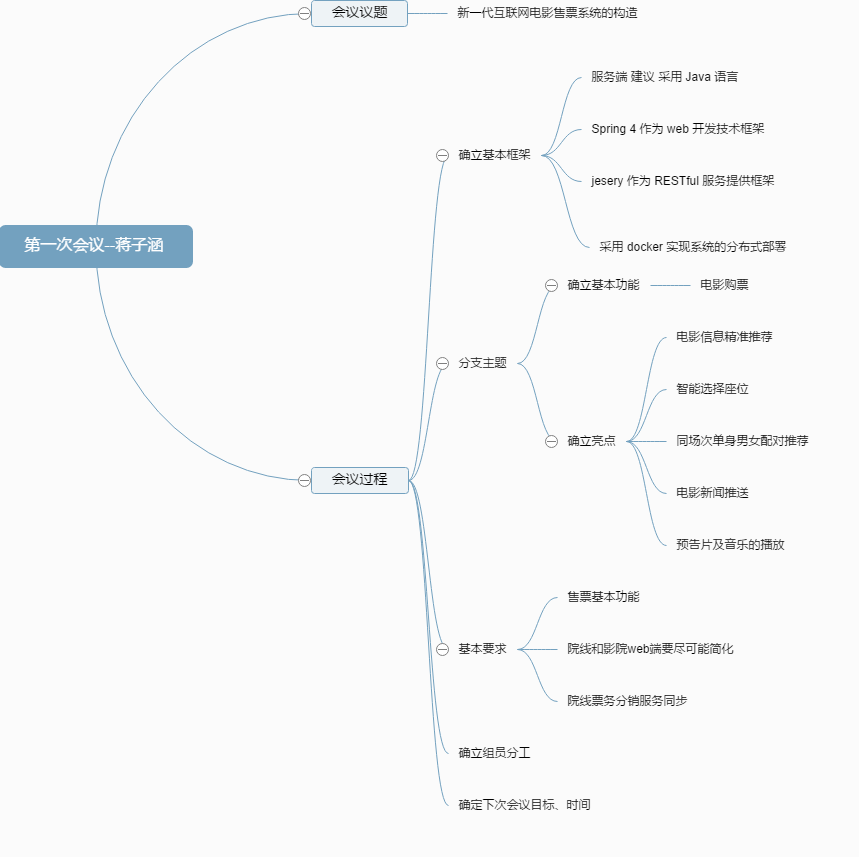 会议议题
新一代互联网电影售票系统的构造
服务端 建议 采用 Java 语言
Spring 4 作为 web 开发技术框架
确立基本框架
jesery 作为 RESTful 服务提供框架
第一次会议--蒋子涵
采用 docker 实现系统的分布式部署
确立基本功能
电影购票
电影信息精准推荐
分支主题
智能选择座位
确立亮点
同场次单身男女配对推荐
会议过程
电影新闻推送
预告片及音乐的播放
售票基本功能
基本要求
院线和影院web端要尽可能简化
院线票务分销服务同步
确立组员分工
确定下次会议目标、时间